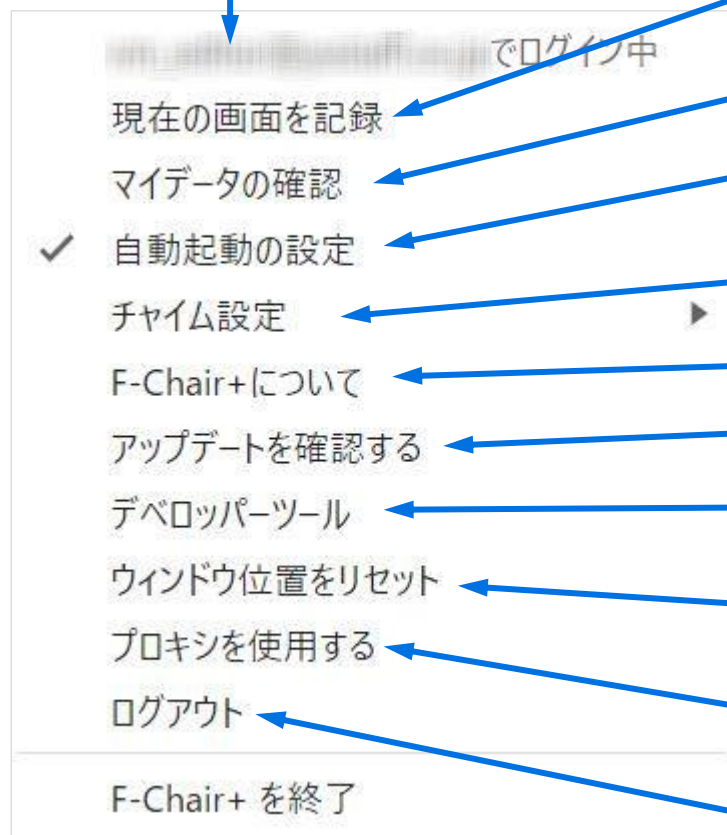 でログイン中
現在の画面を記録
マイデータの確認
自動起動の設定
チャイム設定
F-Chair+について
アップデートを確認する
デベロッパーツール
ウィンドウ位置をリセット
プロキシを使用する
ログアウト
F-Chair+ を終了